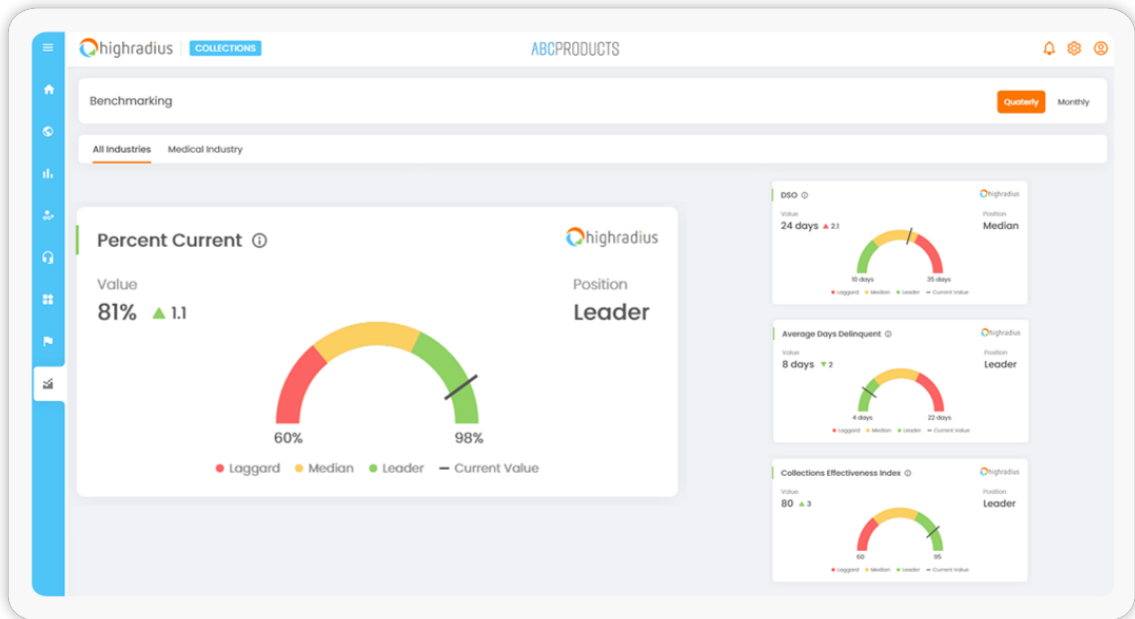 highradius COLLECTIONS ABCPRODUCTS
Benchmarking Quaterly Monthly
All Industries Medical Industry
Percent Current highradius
Value Position
81% 1.1 Leader
60% 98%
Laggard Median Leader Current Value
DSO highradius
Value Position
24 days 2.1 Median
10 days 35 days
Laggard Median Leader Current Value
Average Days Delinquent highradius
Value Position
8 days 2 Leader
4 days 22 days
Laggard Median Leader Current Value
Collections Effectiveness Index highradius
Value Position
80 3 Leader
60 95
Laggard Median Leader Current Value